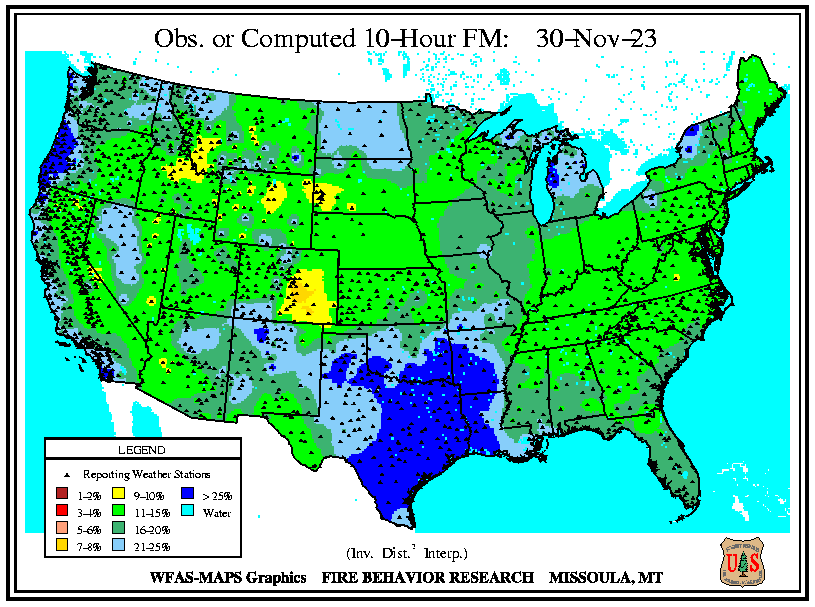 Obs. or Computed 10-Hour FM: 30-Nov-23
LEGEND
Reporting Weather Stations
1-2%
3-4%
5-6%
7-8%
9-10%
11-15%
16-20%
21-25%
> 25%
Water
(Inv. Dist.² Interp.)
WFAS-MAPS Graphics FIRE BEHAVIOR RESEARCH MISSOULA, MT
U S